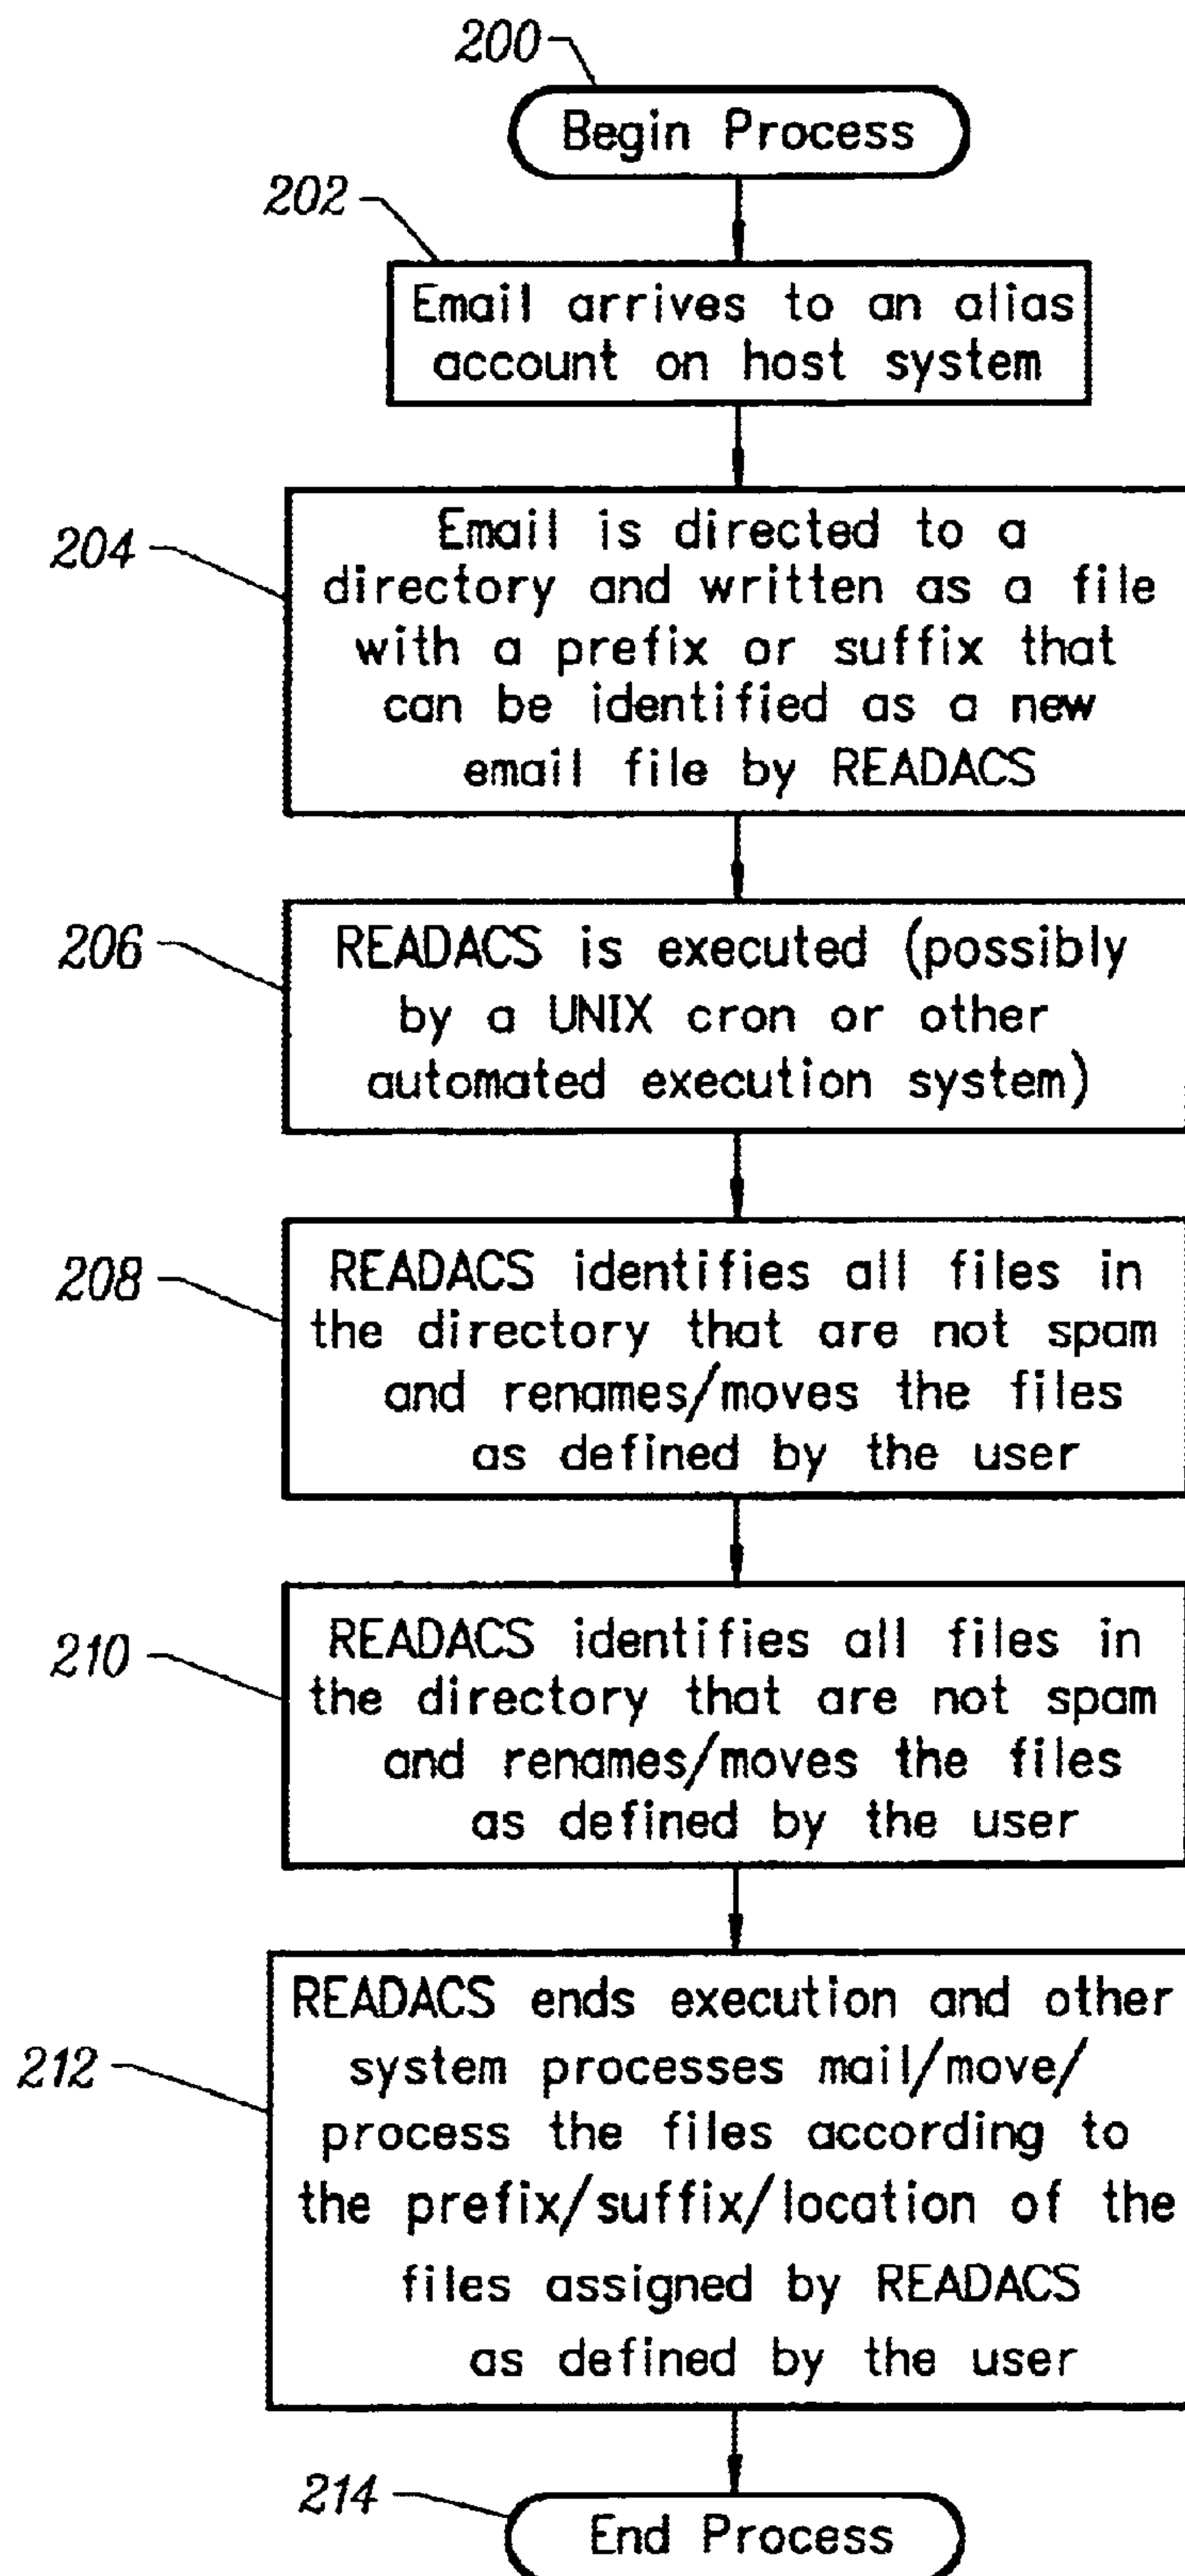 200
Begin Process
202
Email arrives to an alias
account on host system
204
Email is directed to a
directory and written as a file
with a prefix or suffix that
can be identified as a new
email file by READACS
206
READACS is executed (possibly
by a UNIX cron or other
automated execution system)
208
READACS identifies all files in
the directory that are not spam
and renames/moves the files
as defined by the user
210
READACS identifies all files in
the directory that are not spam
and renames/moves the files
as defined by the user
212
READACS ends execution and other
system processes mail/move/
process the files according to
the prefix/suffix/location of the
files assigned by READACS
as defined by the user
214
End Process